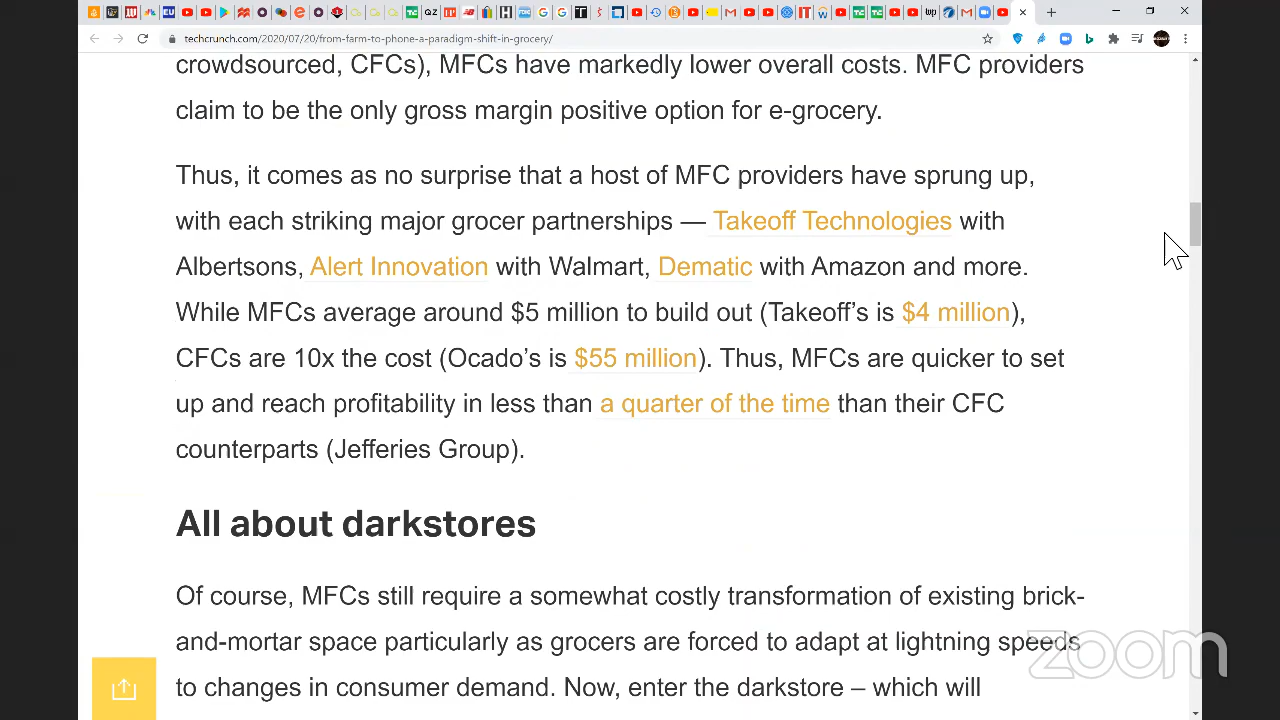 techcrunch.com/2020/07/20/from-farm-to-phone-a-paradigm-shift-in-grocery/
crowdsourced, CFCs), MFCs have markedly lower overall costs. MFC providers
claim to be the only gross margin positive option for e-grocery.
Thus, it comes as no surprise that a host of MFC providers have sprung up,
with each striking major grocer partnerships — Takeoff Technologies with
Albertsons, Alert Innovation with Walmart, Dematic with Amazon and more.
While MFCs average around $5 million to build out (Takeoff’s is $4 million),
CFCs are 10x the cost (Ocado’s is $55 million). Thus, MFCs are quicker to set
up and reach profitability in less than a quarter of the time than their CFC
counterparts (Jefferies Group).
All about darkstores
Of course, MFCs still require a somewhat costly transformation of existing brick-
and-mortar space particularly as grocers are forced to adapt at lightning speeds
to changes in consumer demand. Now, enter the darkstore – which will
zoom